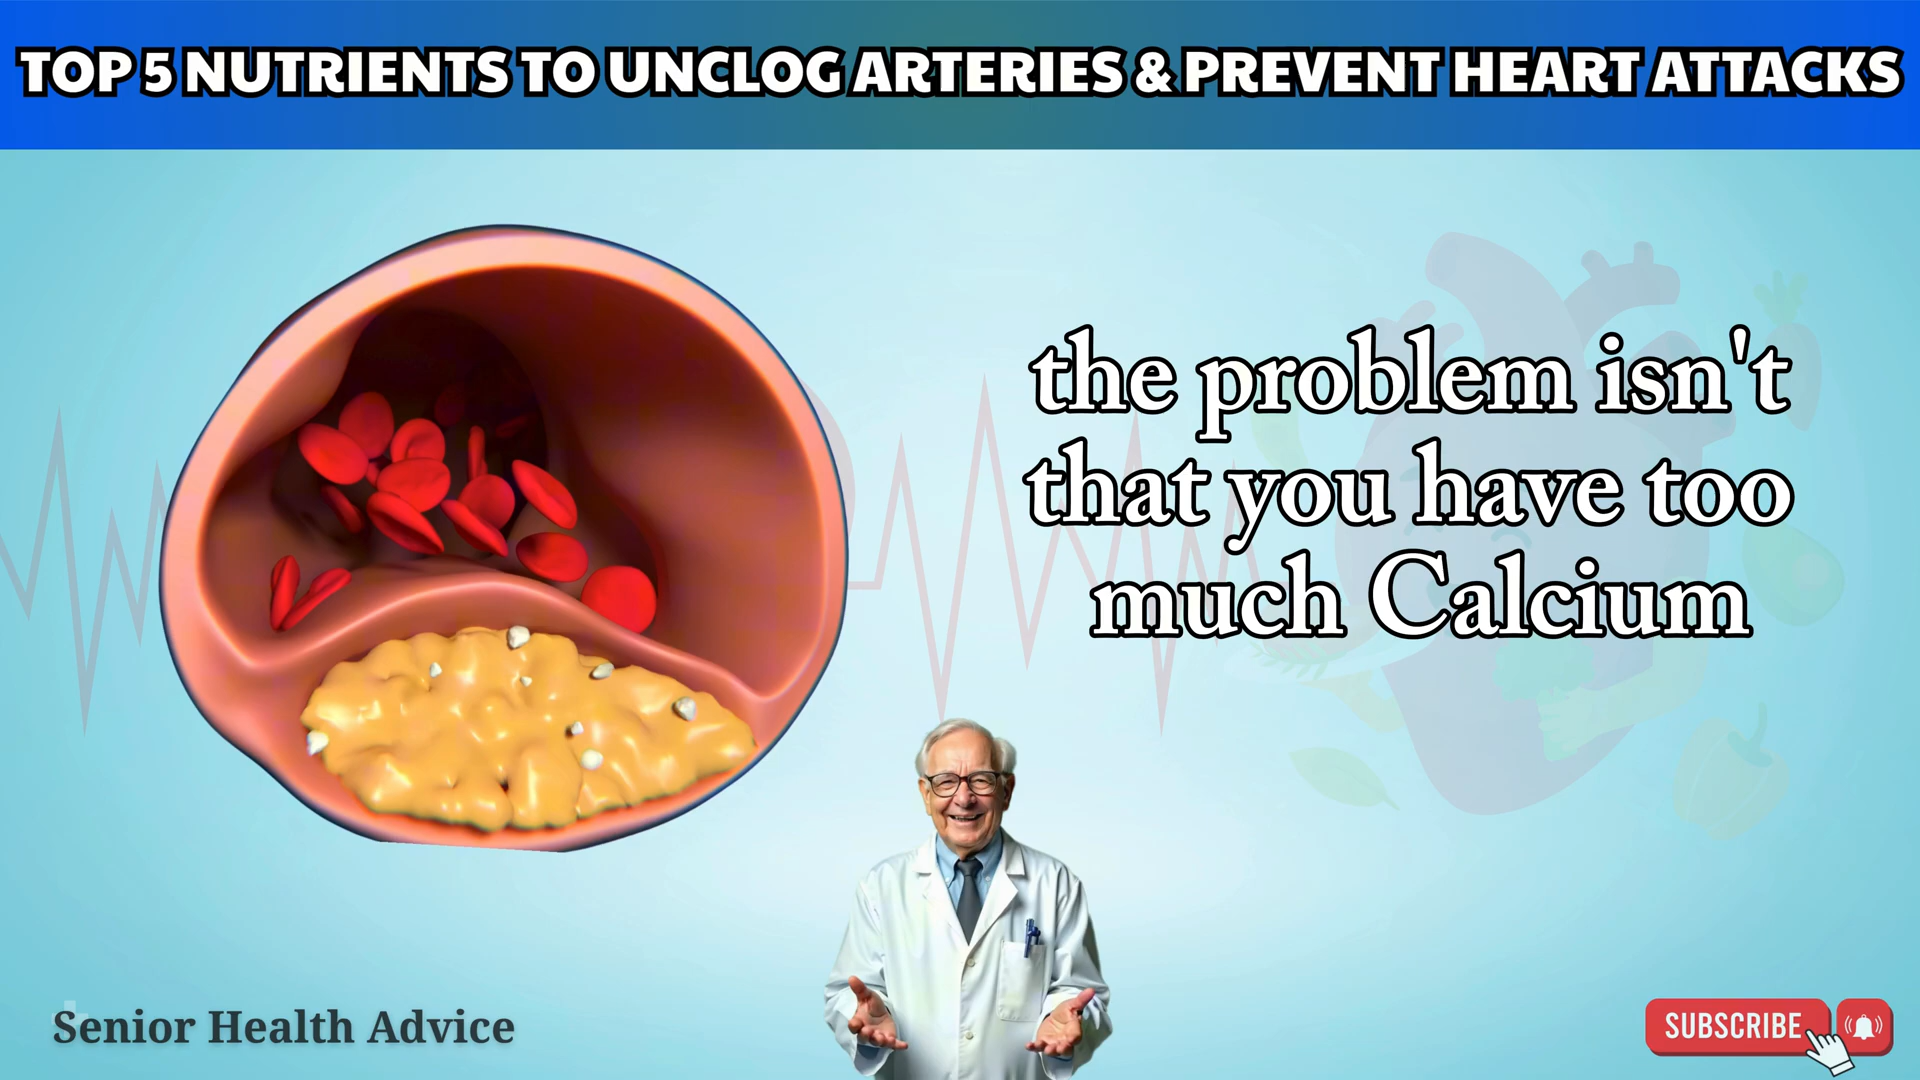 TOP 5 NUTRIENTS TO UNCLOG ARTERIES & PREVENT HEART ATTACKS
the problem isn't
that you have too
much Calcium
Senior Health Advice
SUBSCRIBE